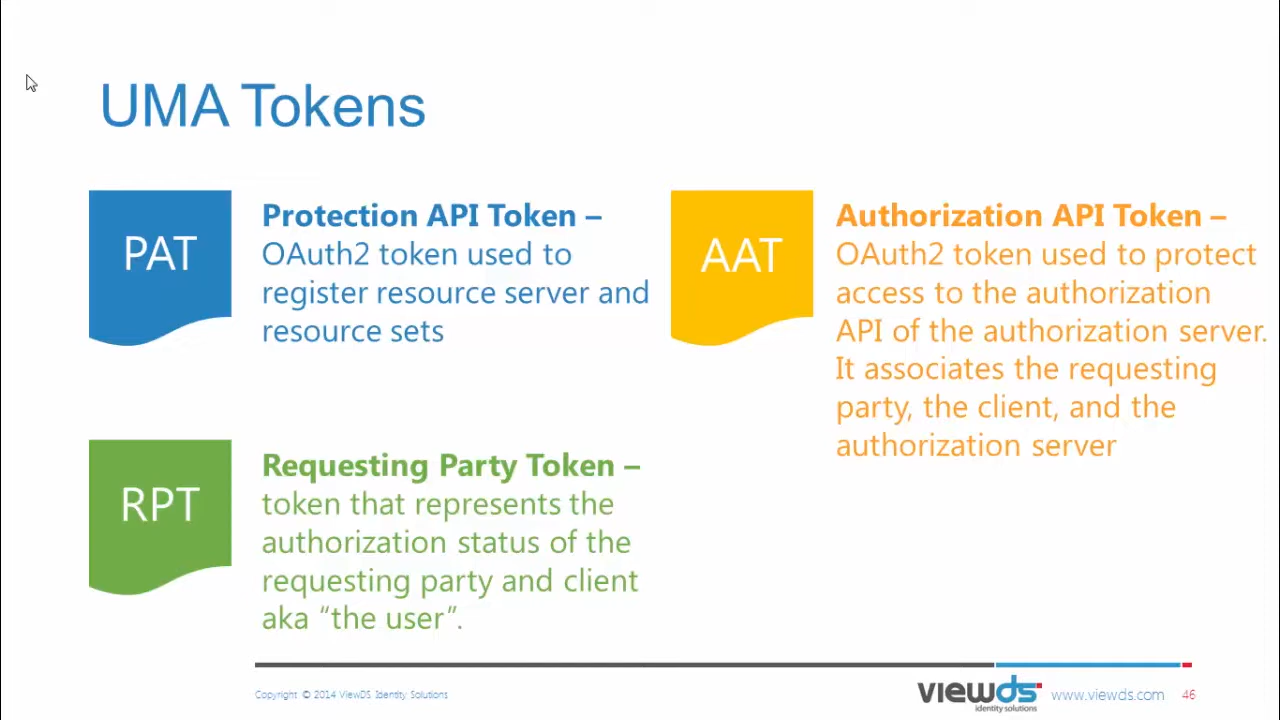 UMA Tokens
PAT
Protection API Token –
OAuth2 token used to
register resource server and
resource sets
AAT
Authorization API Token –
OAuth2 token used to protect
access to the authorization
API of the authorization server.
It associates the requesting
party, the client, and the
authorization server
RPT
Requesting Party Token –
token that represents the
authorization status of the
requesting party and client
aka “the user”.
Copyright © 2014 ViewDS Identity Solutions
viewds
identity solutions
www.viewds.com
46